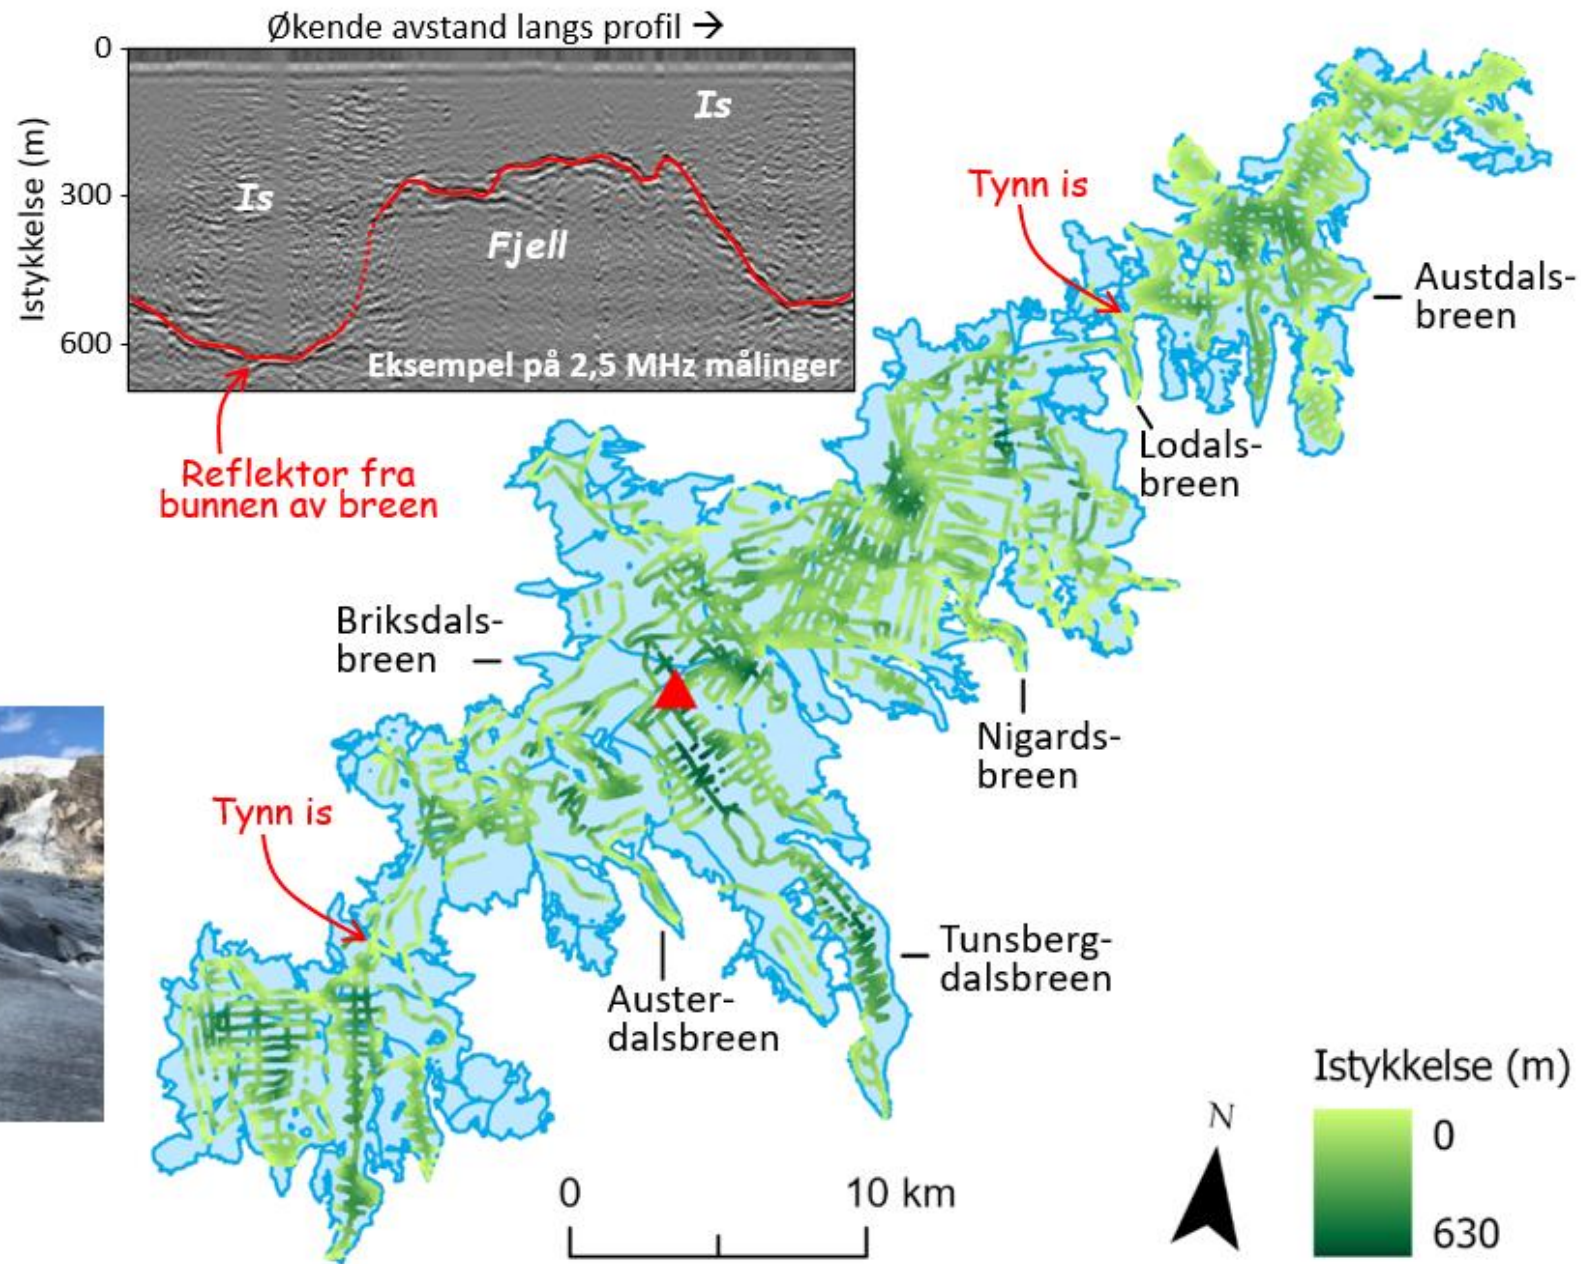 Økende avstand langs profil →
Istykkelse (m)
0
300
600
Is
Is
Fjell
Eksempel på 2,5 MHz målinger
Reflektor fra
bunnen av breen
Tynn is
Austdals-
breen
Lodals-
breen
Briksdals-
breen
Nigards-
breen
Tynn is
Tunsberg-
dalsbreen
Auster-
dalsbreen
0
10 km
N
Istykkelse (m)
0
630